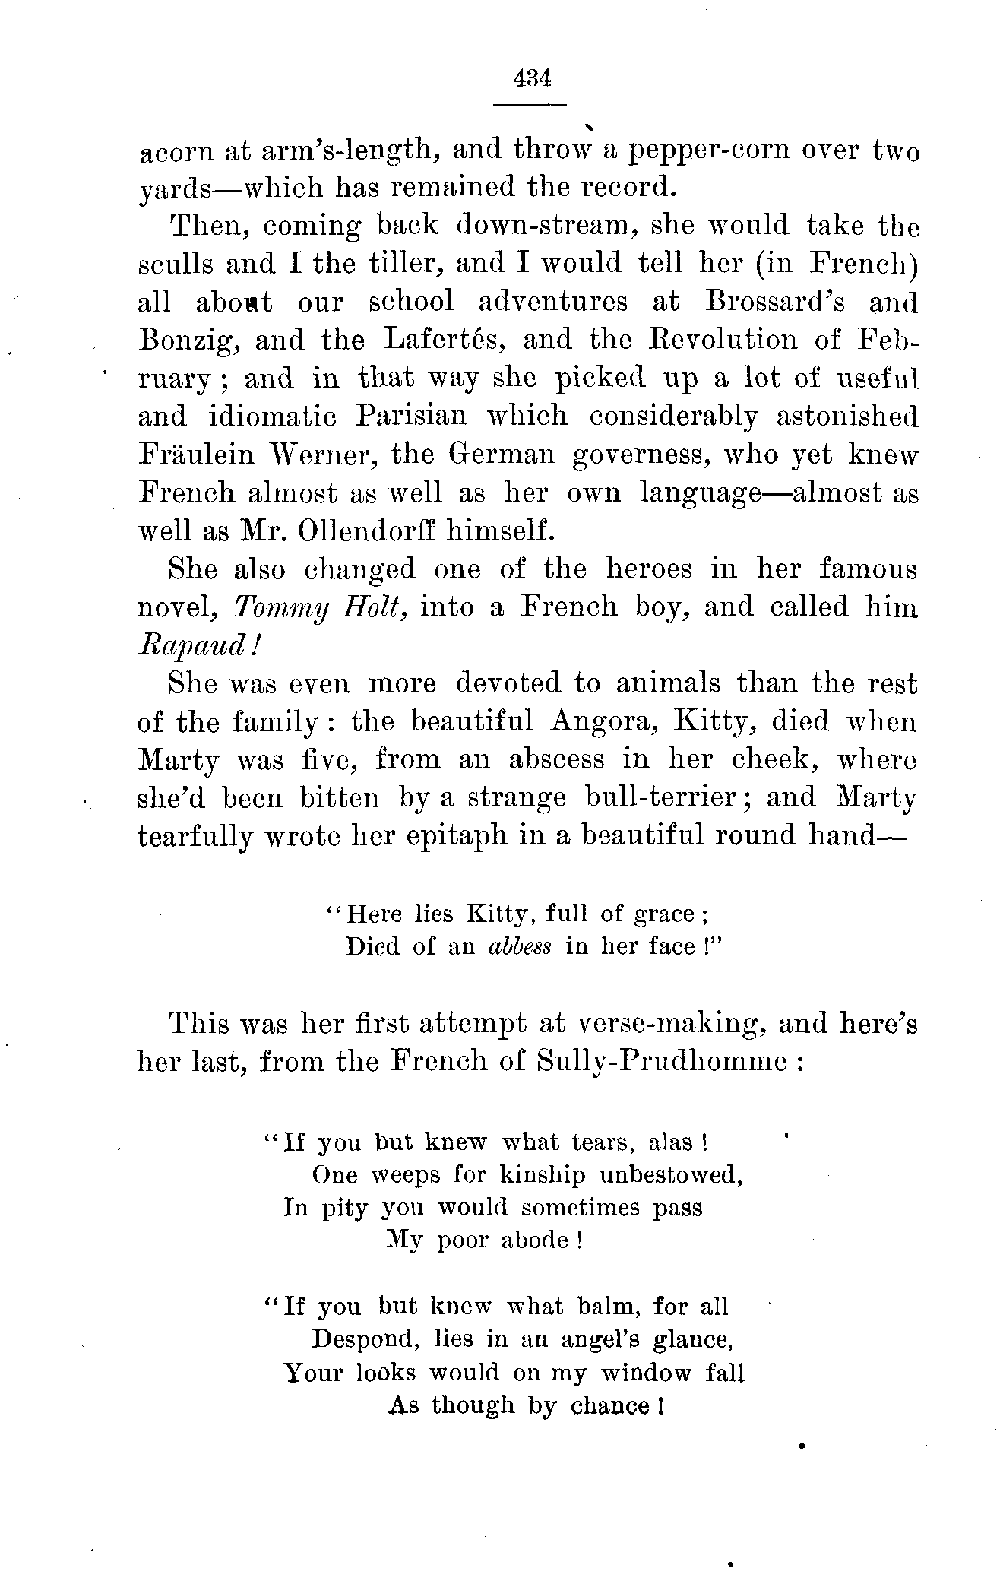 434
acorn at arm's-length, and throw a pepper-corn over two
yards—which has remained the record.
Then, coming back down-stream, she would take the
sculls and I the tiller, and I would tell her (in French)
all about our school adventures at Brossard's and
Bonzig, and the Lafertés, and the Revolution of Feb-
ruary; and in that way she picked up a lot of useful
and idiomatic Parisian which considerably astonished
Fräulein Werner, the German governess, who yet knew
French almost as well as her own language—almost as
well as Mr. Ollendorff himself.
She also changed one of the heroes in her famous
novel, Tommy Holt, into a French boy, and called him
Rapaud!
She was even more devoted to animals than the rest
of the family: the beautiful Angora, Kitty, died when
Marty was five, from an abscess in her cheek, where
she'd been bitten by a strange bull-terrier; and Marty
tearfully wrote her epitaph in a beautiful round hand—
"Here lies Kitty, full of grace;
Died of an abbess in her face!"
This was her first attempt at verse-making, and here's
her last, from the French of Sully-Prudhomme:
"If you but knew what tears, alas!
One weeps for kinship unbestowed,
In pity you would sometimes pass
My poor abode!
"If you but knew what balm, for all
Despond, lies in an angel's glance,
Your looks would on my window fall
As though by chance!